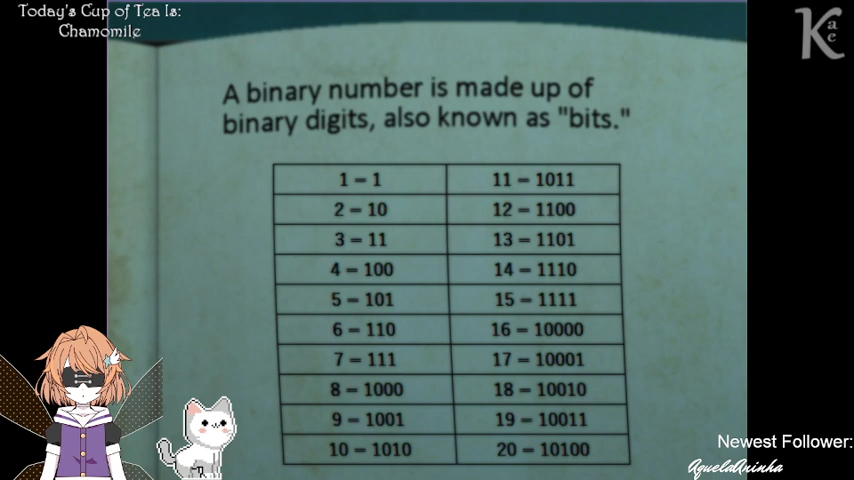 Today's Cup of Tea Is:
Chamomile
Kae
A binary number is made up of
binary digits, also known as "bits."
1 = 1 11 = 1011
2 = 10 12 = 1100
3 = 11 13 = 1101
4 = 100 14 = 1110
5 = 101 15 = 1111
6 = 110 16 = 10000
7 = 111 17 = 10001
8 = 1000 18 = 10010
9 = 1001 19 = 10011
10 = 1010 20 = 10100
Newest Follower:
AquelaAninha